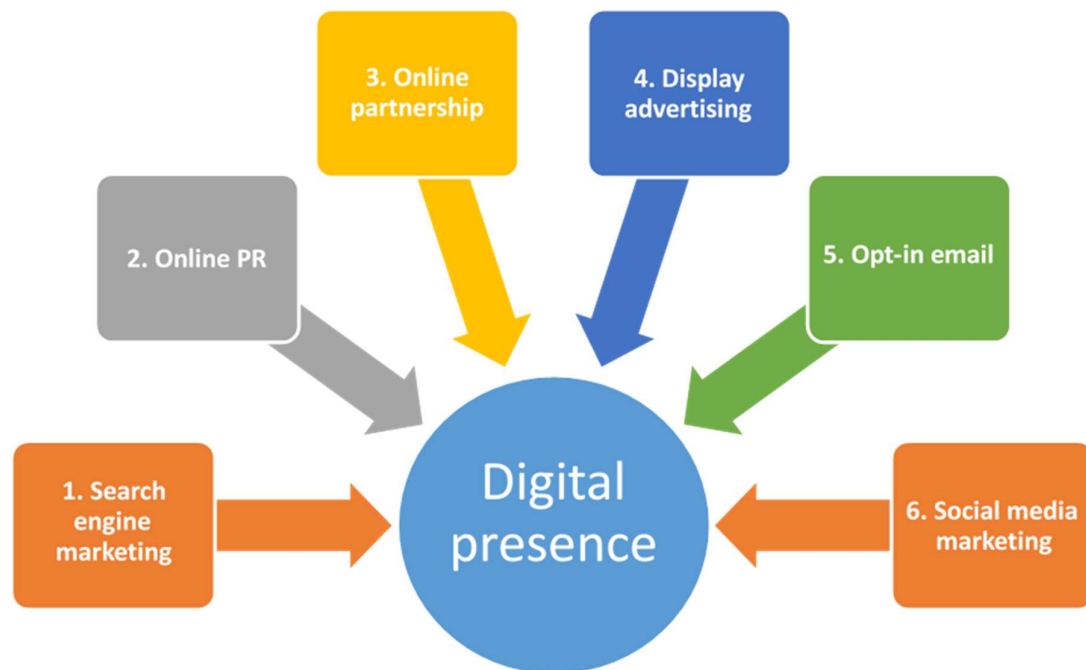 1. Search
engine
marketing
2. Online PR
3. Online
partnership
4. Display
advertising
5. Opt-in email
6. Social media
marketing
Digital
presence